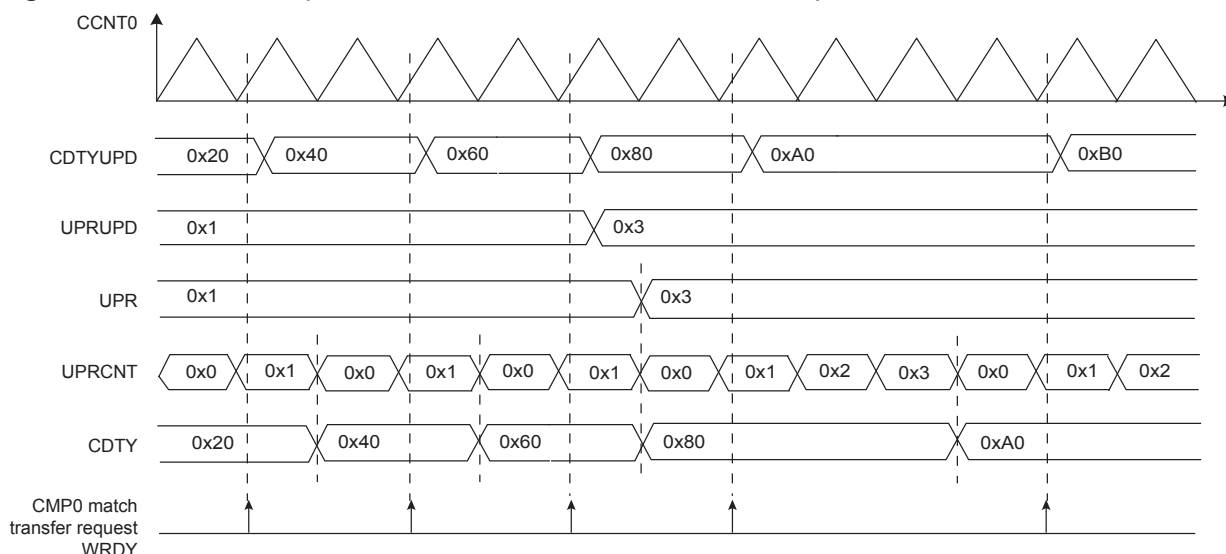 CCNT0
CDTYUPD 0x20 0x40 0x60 0x80 0xA0 0xB0
UPRUPD 0x1 0x3
UPR 0x1 0x3
UPRCNT 0x0 0x1 0x0 0x1 0x0 0x1 0x0 0x1 0x2 0x3 0x0 0x1 0x2
CDTY 0x20 0x40 0x60 0x80 0xA0
CMP0 match
transfer request
WRDY